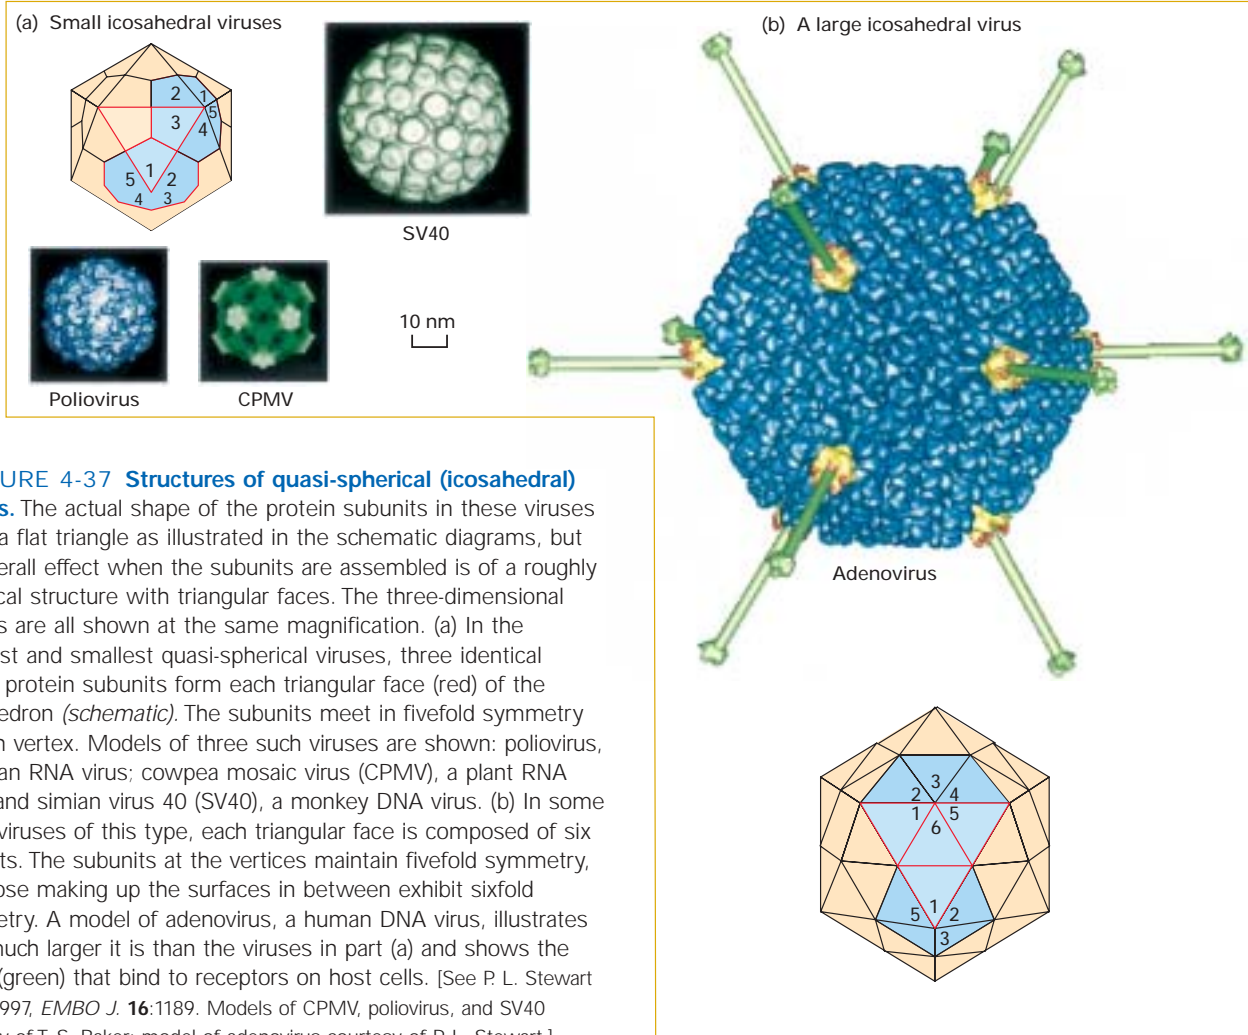 (a) Small icosahedral viruses
2
1
5
3
4
1
5
2
4
3
SV40
Poliovirus
CPMV
10 nm
(b) A large icosahedral virus
Adenovirus
URE 4-37 Structures of quasi-spherical (icosahedral)
s. The actual shape of the protein subunits in these viruses
a flat triangle as illustrated in the schematic diagrams, but
erall effect when the subunits are assembled is of a roughly
cal structure with triangular faces. The three-dimensional
s are all shown at the same magnification. (a) In the
st and smallest quasi-spherical viruses, three identical
protein subunits form each triangular face (red) of the
edron (schematic). The subunits meet in fivefold symmetry
n vertex. Models of three such viruses are shown: poliovirus,
an RNA virus; cowpea mosaic virus (CPMV), a plant RNA
and simian virus 40 (SV40), a monkey DNA virus. (b) In some
viruses of this type, each triangular face is composed of six
ts. The subunits at the vertices maintain fivefold symmetry,
ose making up the surfaces in between exhibit sixfold
etry. A model of adenovirus, a human DNA virus, illustrates
much larger it is than the viruses in part (a) and shows the
(green) that bind to receptors on host cells. [See P. L. Stewart
997, EMBO J. 16:1189. Models of CPMV, poliovirus, and SV40
y of T. S. Baker; model of adenovirus courtesy of P. L. Stewart.]
3
2
4
1
5
6
1
5
2
3